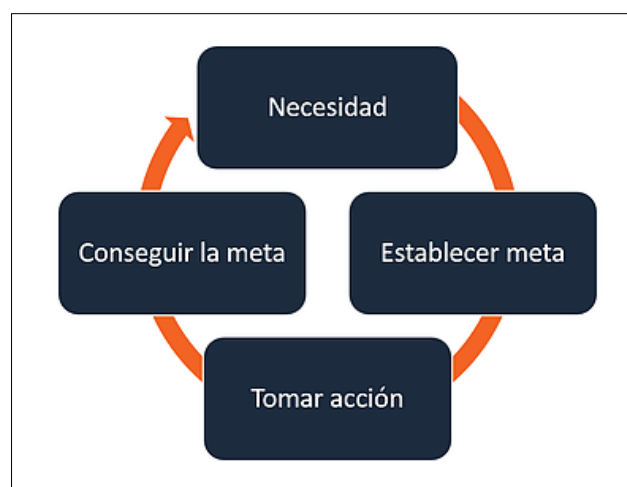 Necesidad
Establecer meta
Tomar acción
Conseguir la meta